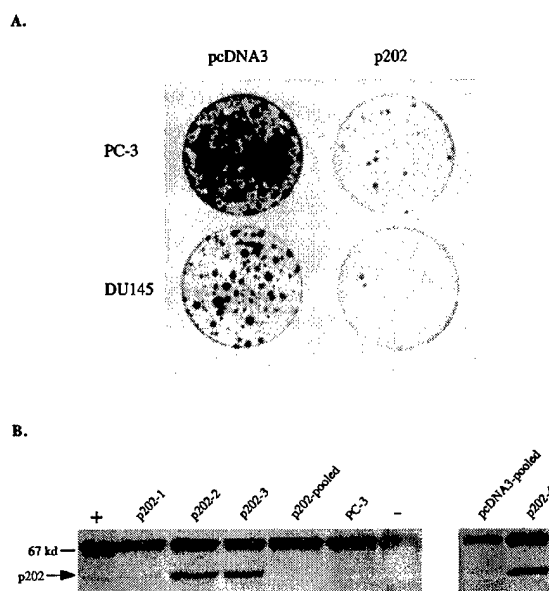 A.
pcDNA3 p202
PC-3
DU145
B.
+ p202-1 p202-2 p202-3 p202-pooled PC-3 - pcDNA3-pooled
67 kd
p202